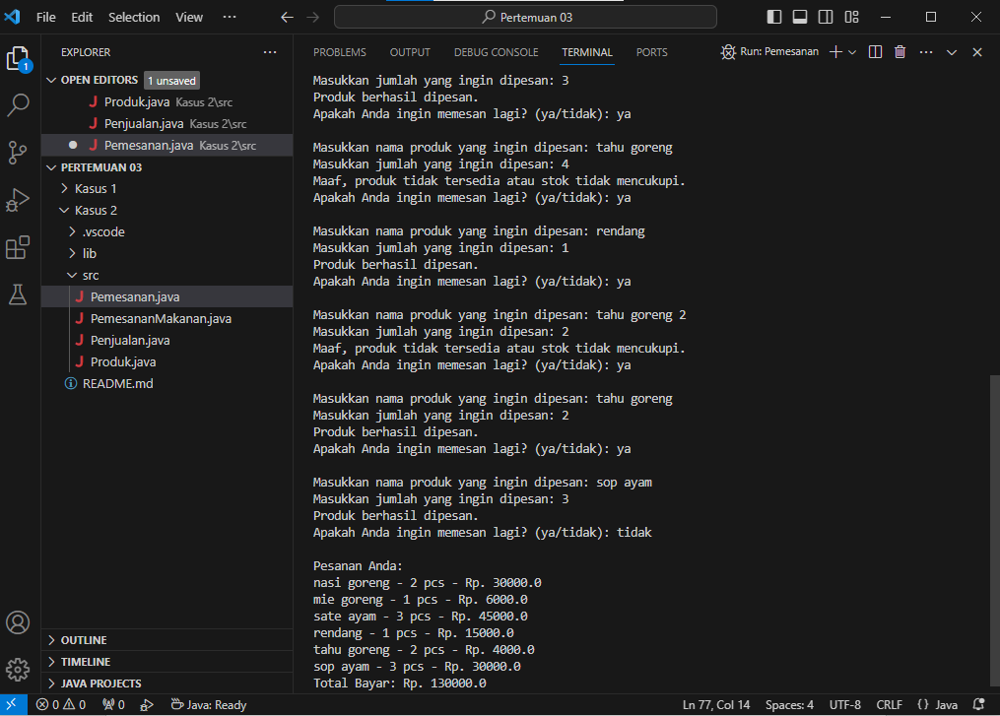 File Edit Selection View ··· Pertemuan 03
EXPLORER ···
OPEN EDITORS 1 unsaved
Produk.java Kasus 2\src
Penjualan.java Kasus 2\src
Pemesanan.java Kasus 2\src
PERTEMUAN 03
Kasus 1
Kasus 2
.vscode
lib
src
Pemesanan.java
PemesananMakanan.java
Penjualan.java
Produk.java
README.md
OUTLINE
TIMELINE
JAVA PROJECTS
1
PROBLEMS OUTPUT DEBUG CONSOLE TERMINAL PORTS Run: Pemesanan ···
Masukkan jumlah yang ingin dipesan: 3
Produk berhasil dipesan.
Apakah Anda ingin memesan lagi? (ya/tidak): ya
Masukkan nama produk yang ingin dipesan: tahu goreng
Masukkan jumlah yang ingin dipesan: 4
Maaf, produk tidak tersedia atau stok tidak mencukupi.
Apakah Anda ingin memesan lagi? (ya/tidak): ya
Masukkan nama produk yang ingin dipesan: rendang
Masukkan jumlah yang ingin dipesan: 1
Produk berhasil dipesan.
Apakah Anda ingin memesan lagi? (ya/tidak): ya
Masukkan nama produk yang ingin dipesan: tahu goreng 2
Masukkan jumlah yang ingin dipesan: 2
Maaf, produk tidak tersedia atau stok tidak mencukupi.
Apakah Anda ingin memesan lagi? (ya/tidak): ya
Masukkan nama produk yang ingin dipesan: tahu goreng
Masukkan jumlah yang ingin dipesan: 2
Produk berhasil dipesan.
Apakah Anda ingin memesan lagi? (ya/tidak): ya
Masukkan nama produk yang ingin dipesan: sop ayam
Masukkan jumlah yang ingin dipesan: 3
Produk berhasil dipesan.
Apakah Anda ingin memesan lagi? (ya/tidak): tidak
Pesanan Anda:
nasi goreng - 2 pcs - Rp. 30000.0
mie goreng - 1 pcs - Rp. 6000.0
sate ayam - 3 pcs - Rp. 45000.0
rendang - 1 pcs - Rp. 15000.0
tahu goreng - 2 pcs - Rp. 4000.0
sop ayam - 3 pcs - Rp. 30000.0
Total Bayar: Rp. 130000.0
0 0 0 Java: Ready Ln 77, Col 14 Spaces: 4 UTF-8 CRLF {} Java